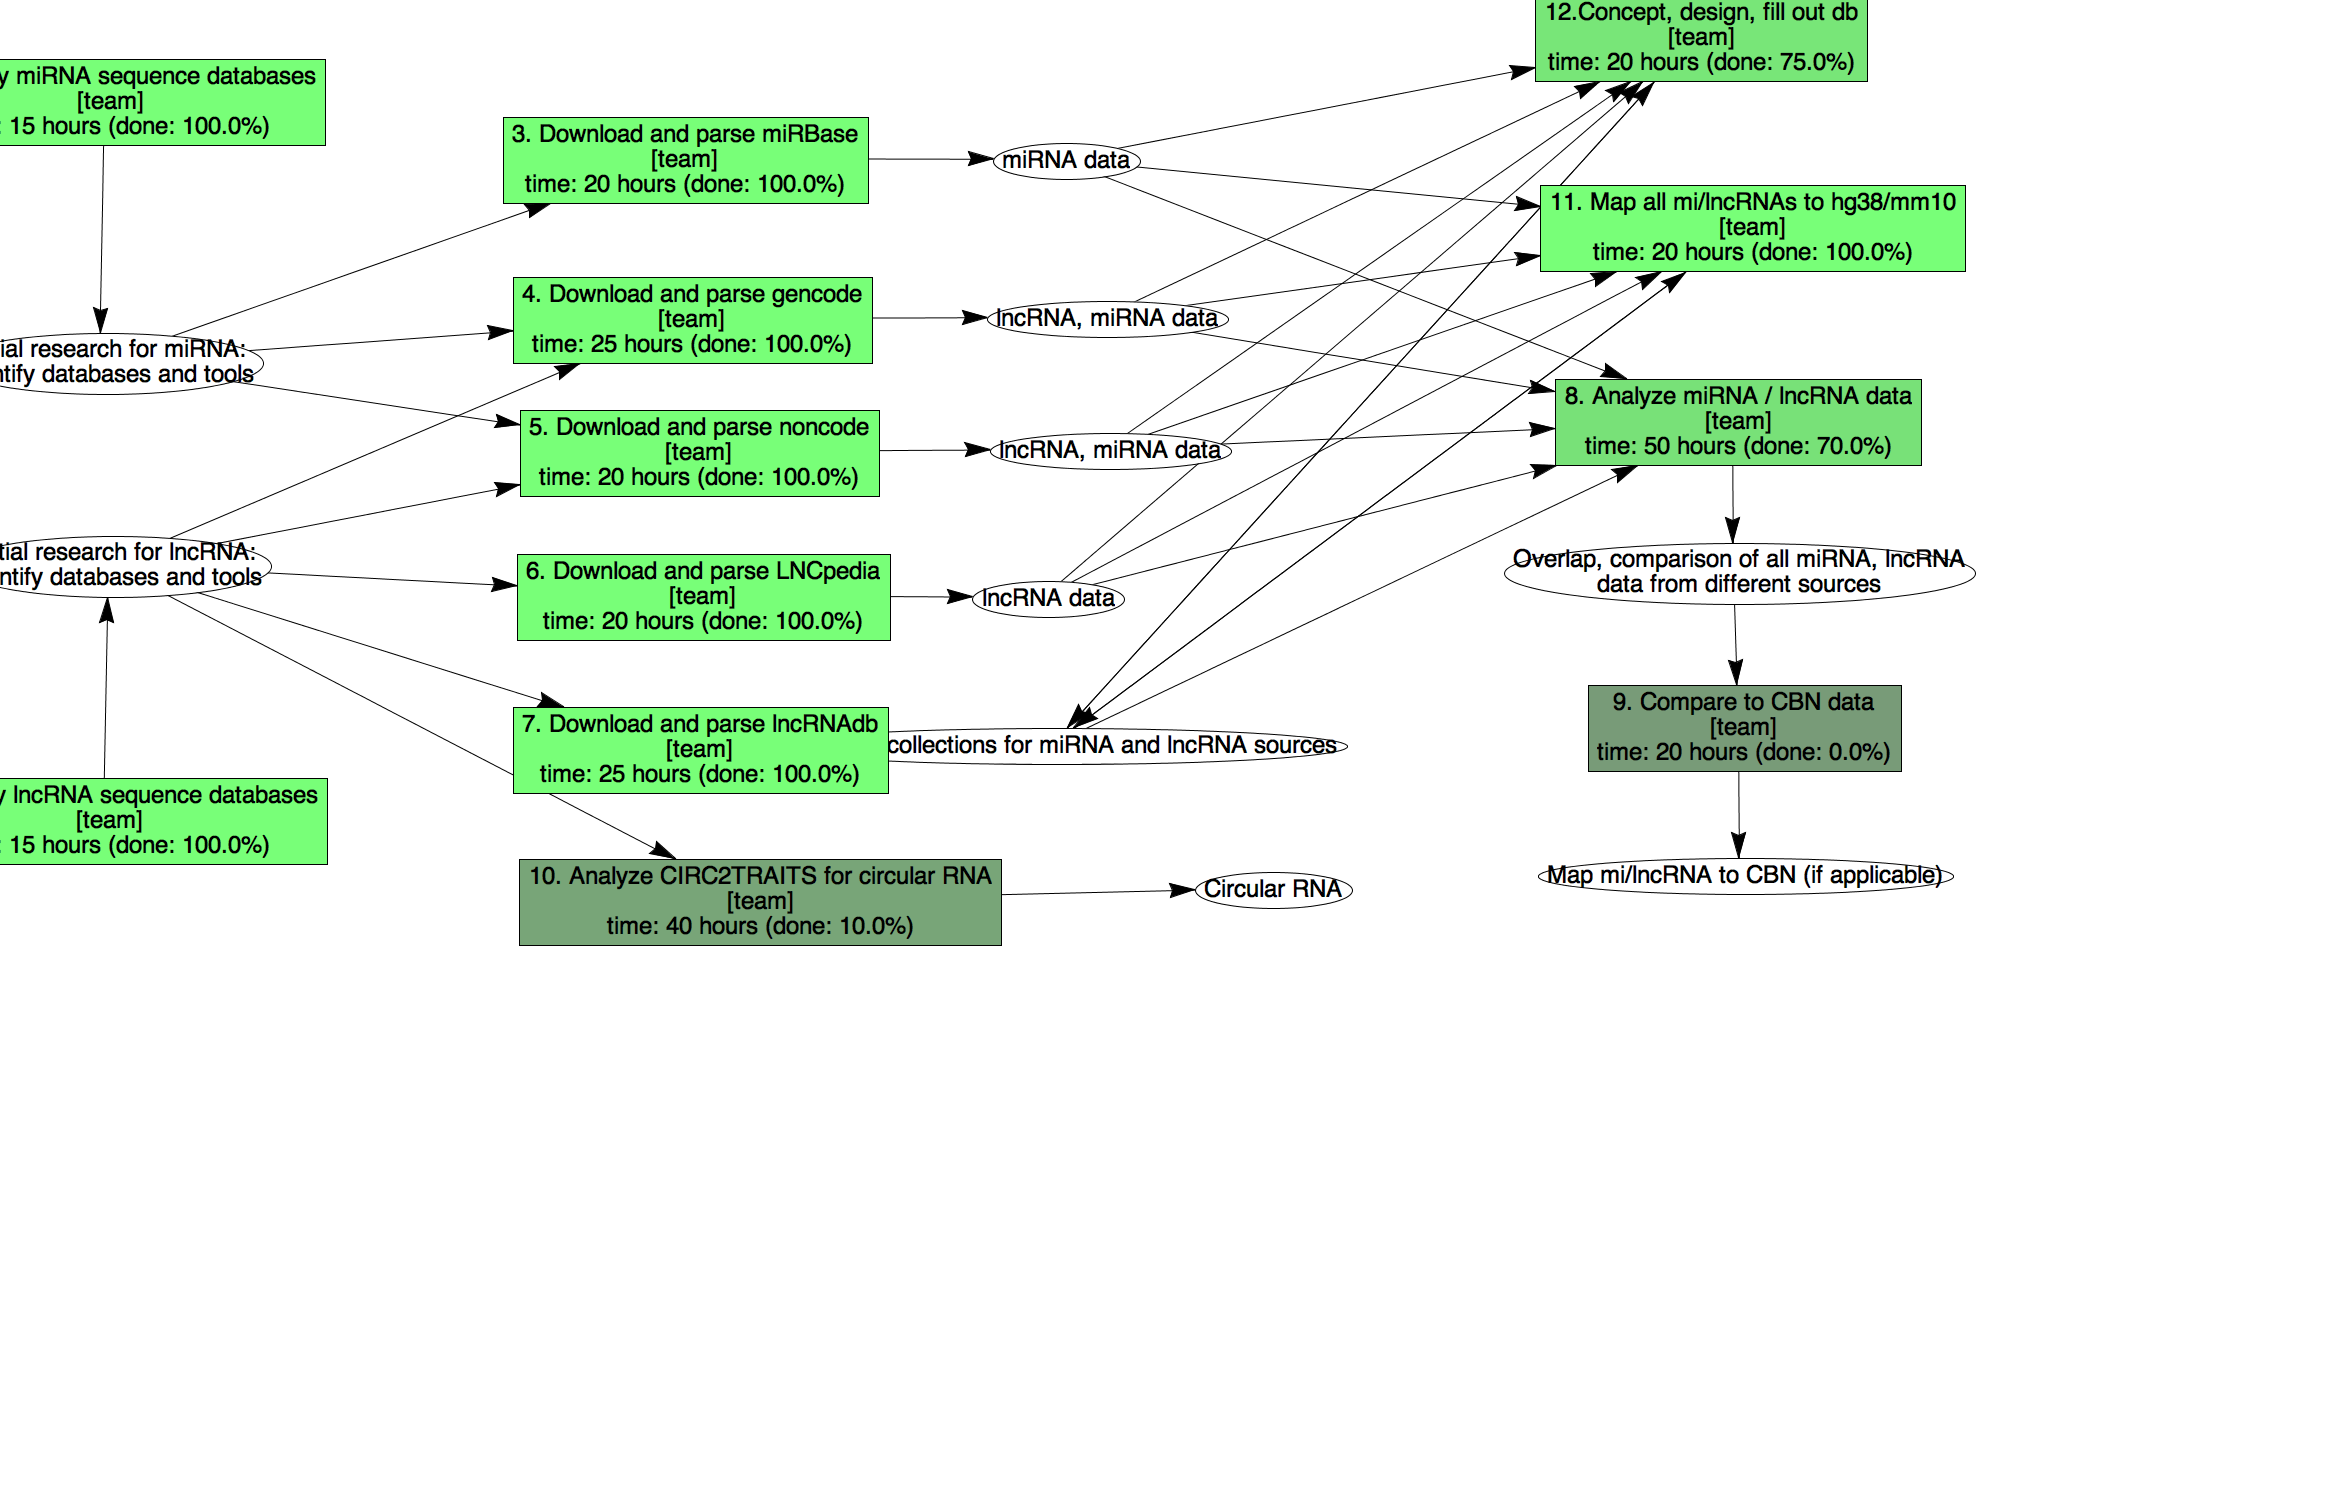 12.Concept, design, fill out db
[team]
time: 20 hours (done: 75.0%)
y miRNA sequence databases
[team]
: 15 hours (done: 100.0%)
3. Download and parse miRBase
[team]
time: 20 hours (done: 100.0%)
miRNA data
11. Map all mi/lncRNAs to hg38/mm10
[team]
time: 20 hours (done: 100.0%)
4. Download and parse gencode
[team]
time: 25 hours (done: 100.0%)
lncRNA, miRNA data
ial research for miRNA:
ntify databases and tools
5. Download and parse noncode
[team]
time: 20 hours (done: 100.0%)
lncRNA, miRNA data
8. Analyze miRNA / lncRNA data
[team]
time: 50 hours (done: 70.0%)
tial research for lncRNA:
ntify databases and tools
6. Download and parse LNCpedia
[team]
time: 20 hours (done: 100.0%)
lncRNA data
Overlap, comparison of all miRNA, lncRNA
data from different sources
7. Download and parse lncRNAdb
[team]
time: 25 hours (done: 100.0%)
collections for miRNA and lncRNA sources
9. Compare to CBN data
[team]
time: 20 hours (done: 0.0%)
y lncRNA sequence databases
[team]
: 15 hours (done: 100.0%)
10. Analyze CIRC2TRAITS for circular RNA
[team]
time: 40 hours (done: 10.0%)
Circular RNA
Map mi/lncRNA to CBN (if applicable)